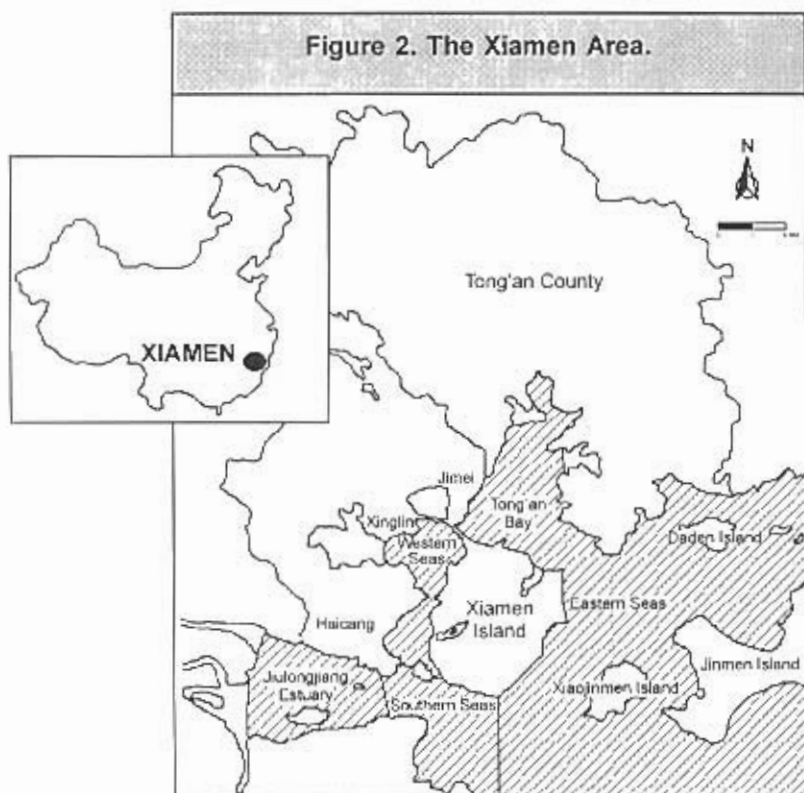 Figure 2. The Xiamen Area.
N
XIAMEN
Tong'an County
Jimei
Tong'an
Bay
Xinglin
Western
Seas
Daden Island
Xiamen
Island
Eastern Seas
Haicang
Jinmen Island
Jiulongjiang
Estuary
Xiaojinmen Island
Southern Seas